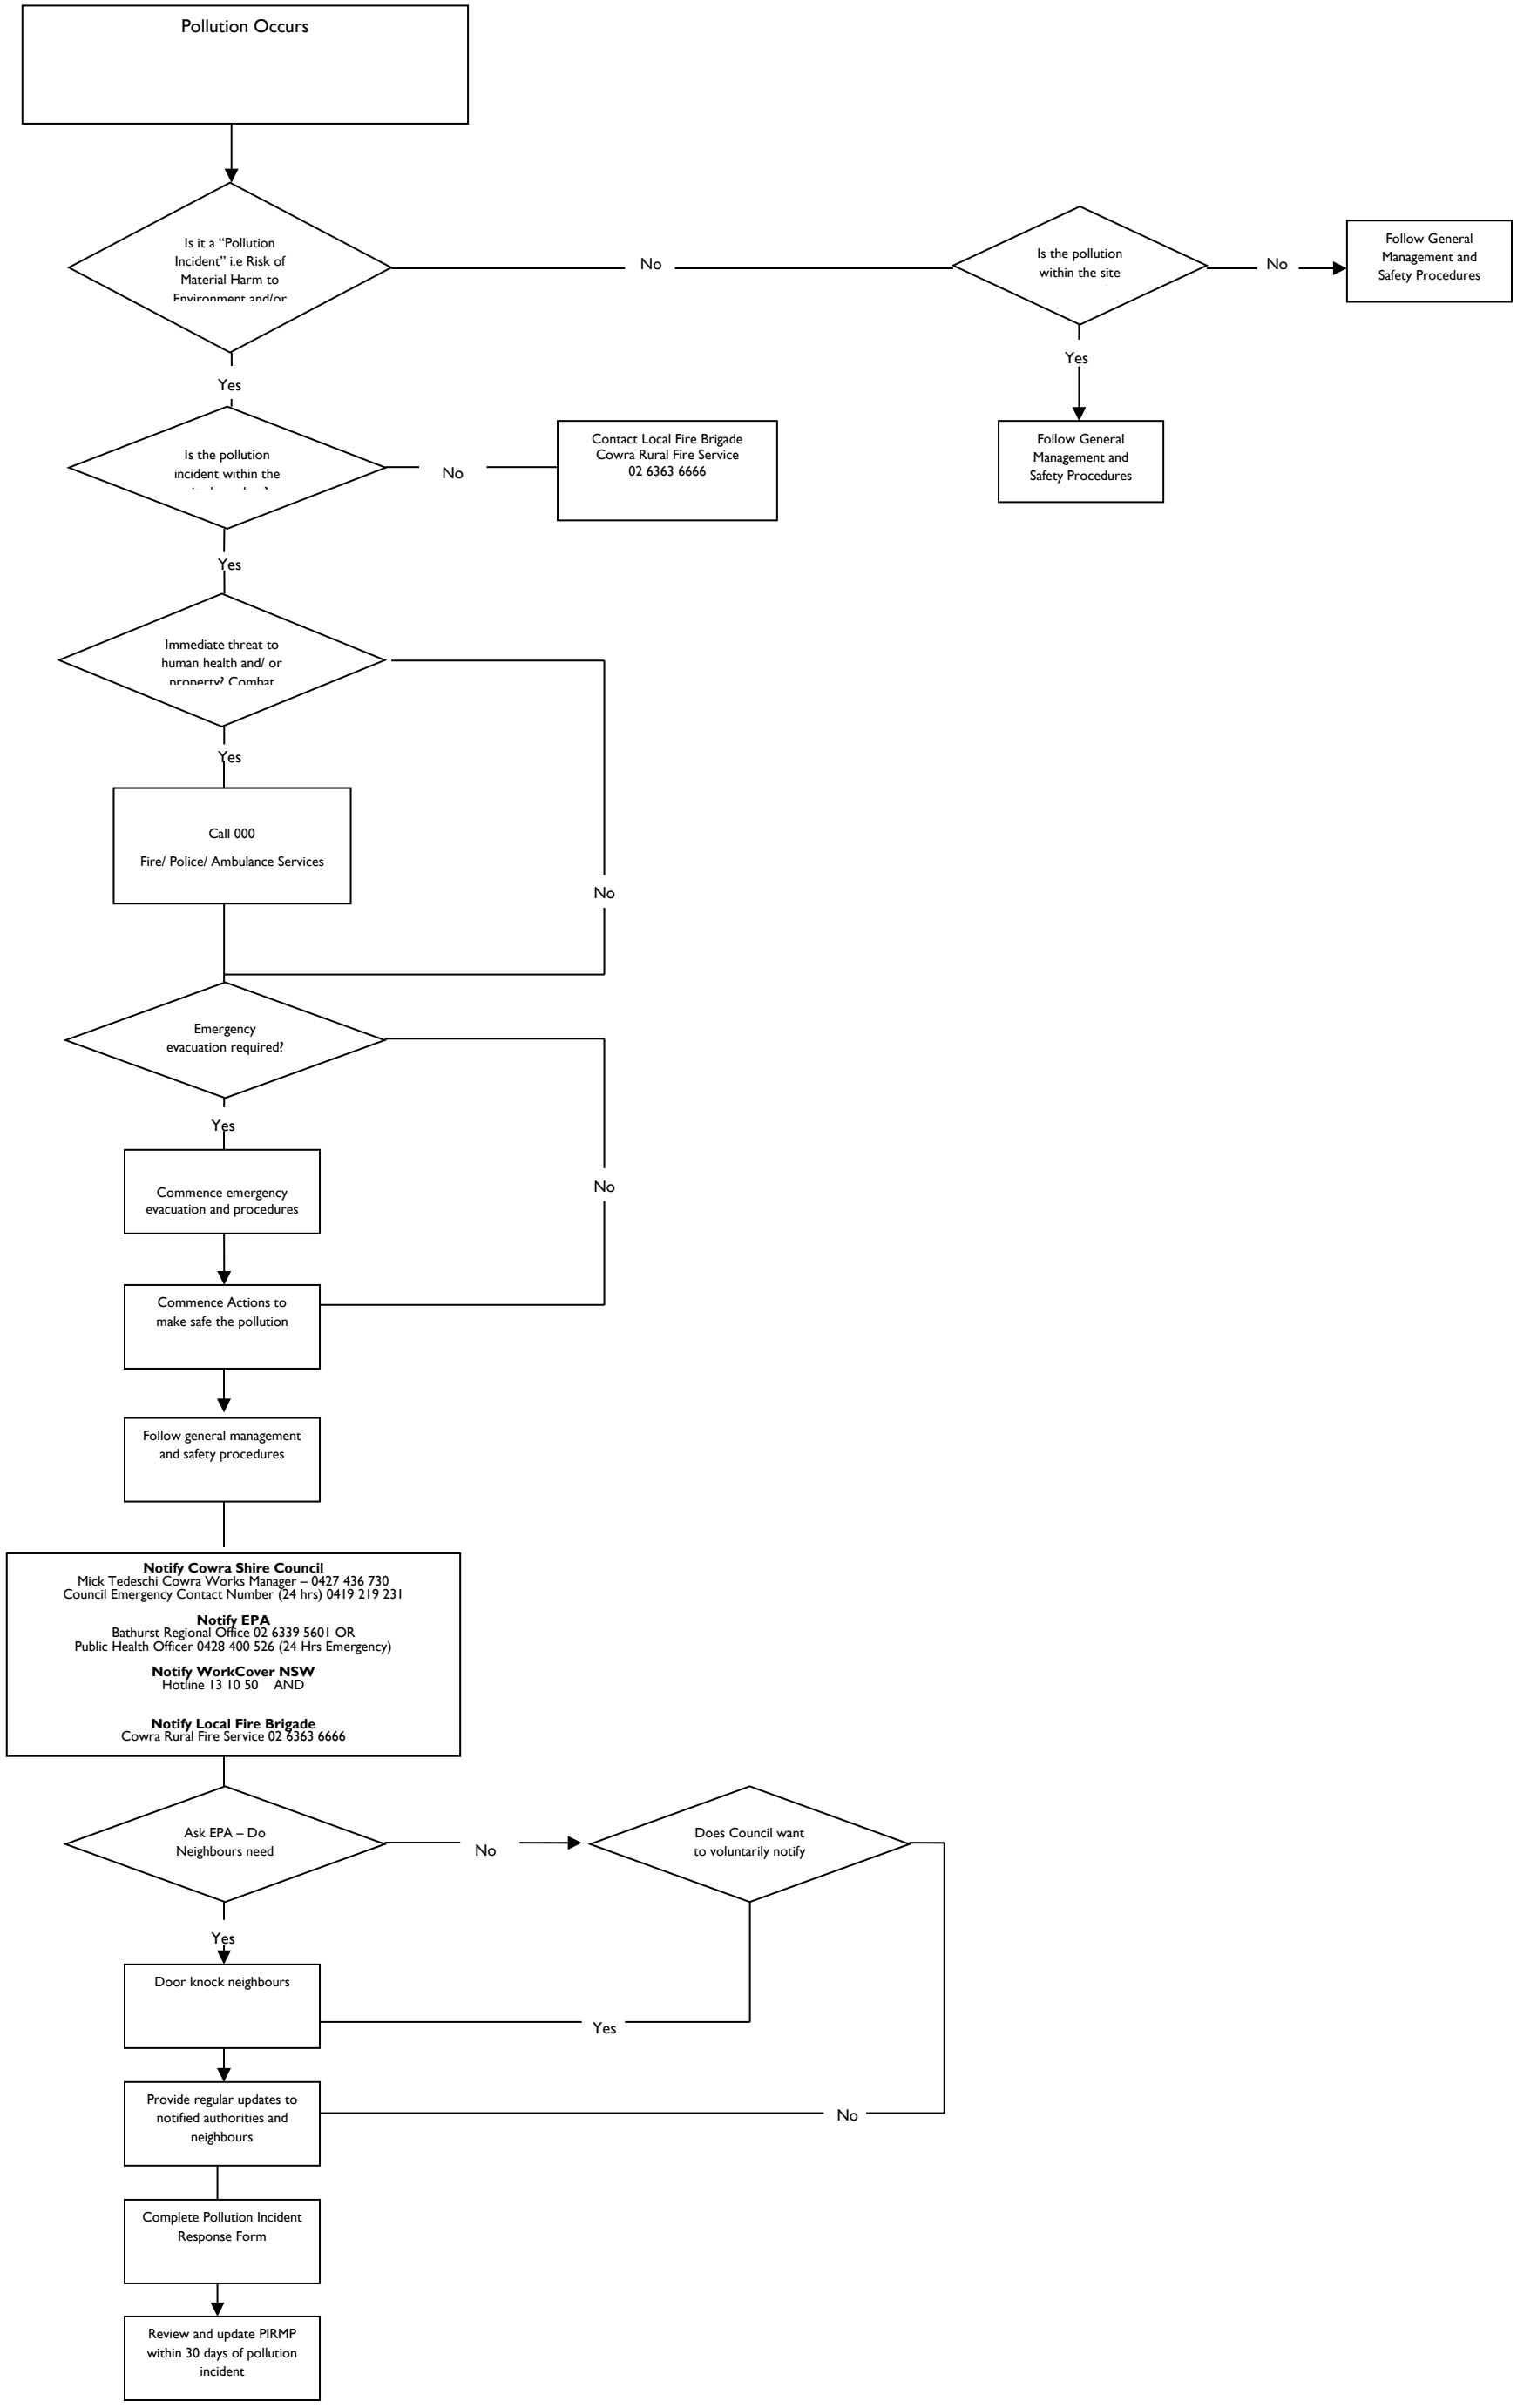 Pollution Occurs
Is it a “Pollution
Incident” i.e Risk of
Material Harm to
Environment and/or
No
Is the pollution
within the site
No
Follow General
Management and
Safety Procedures
Yes
Yes
Follow General
Management and
Safety Procedures
Is the pollution
incident within the
No
Contact Local Fire Brigade
Cowra Rural Fire Service
02 6363 6666
Yes
Immediate threat to
human health and/ or
property? Combat
Yes
Call 000
Fire/ Police/ Ambulance Services
No
Emergency
evacuation required?
Yes
Commence emergency
evacuation and procedures
No
Commence Actions to
make safe the pollution
Follow general management
and safety procedures
Notify Cowra Shire Council
Mick Tedeschi Cowra Works Manager – 0427 436 730
Council Emergency Contact Number (24 hrs) 0419 219 231
Notify EPA
Bathurst Regional Office 02 6339 5601 OR
Public Health Officer 0428 400 526 (24 Hrs Emergency)
Notify WorkCover NSW
Hotline 13 10 50 AND
Notify Local Fire Brigade
Cowra Rural Fire Service 02 6363 6666
Ask EPA – Do
Neighbours need
No
Does Council want
to voluntarily notify
Yes
Door knock neighbours
Yes
Provide regular updates to
notified authorities and
neighbours
No
Complete Pollution Incident
Response Form
Review and update PIRMP
within 30 days of pollution
incident